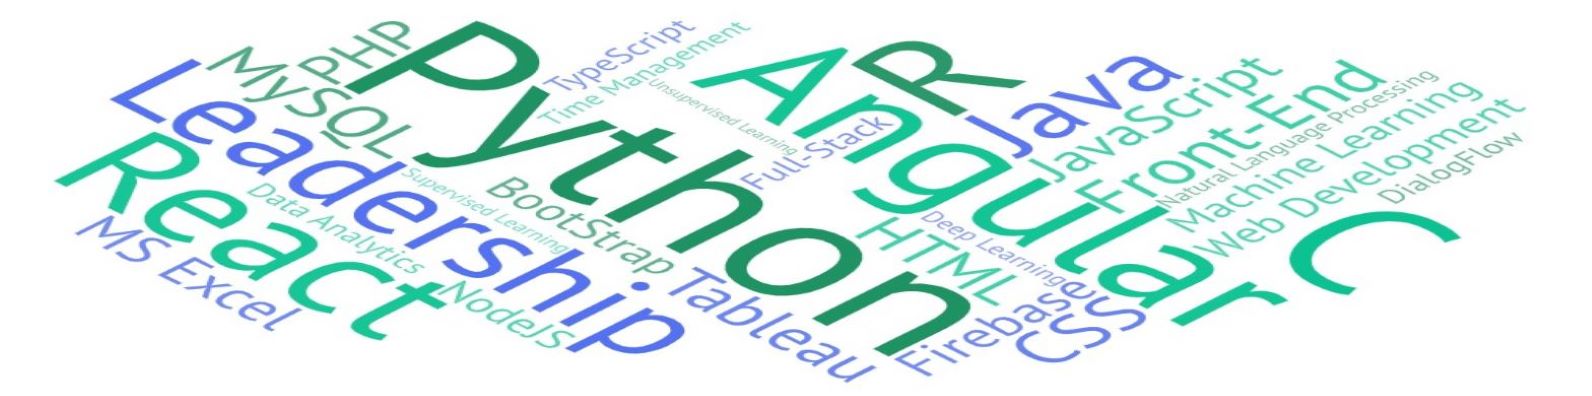 PHP
Python
TypeScript
Time Management
Unsupervised Learning
Angular
R
Java
JavaScript
Front-End
Natural Language Processing
Machine Learning
Web Development
DialogFlow
MySQL
Leadership
Full-Stack
React
Supervised Learning
BootStrap
Data Analytics
HTML
Deep Learning
C
MS Excel
NodeJS
Tableau
Firebase
CSS